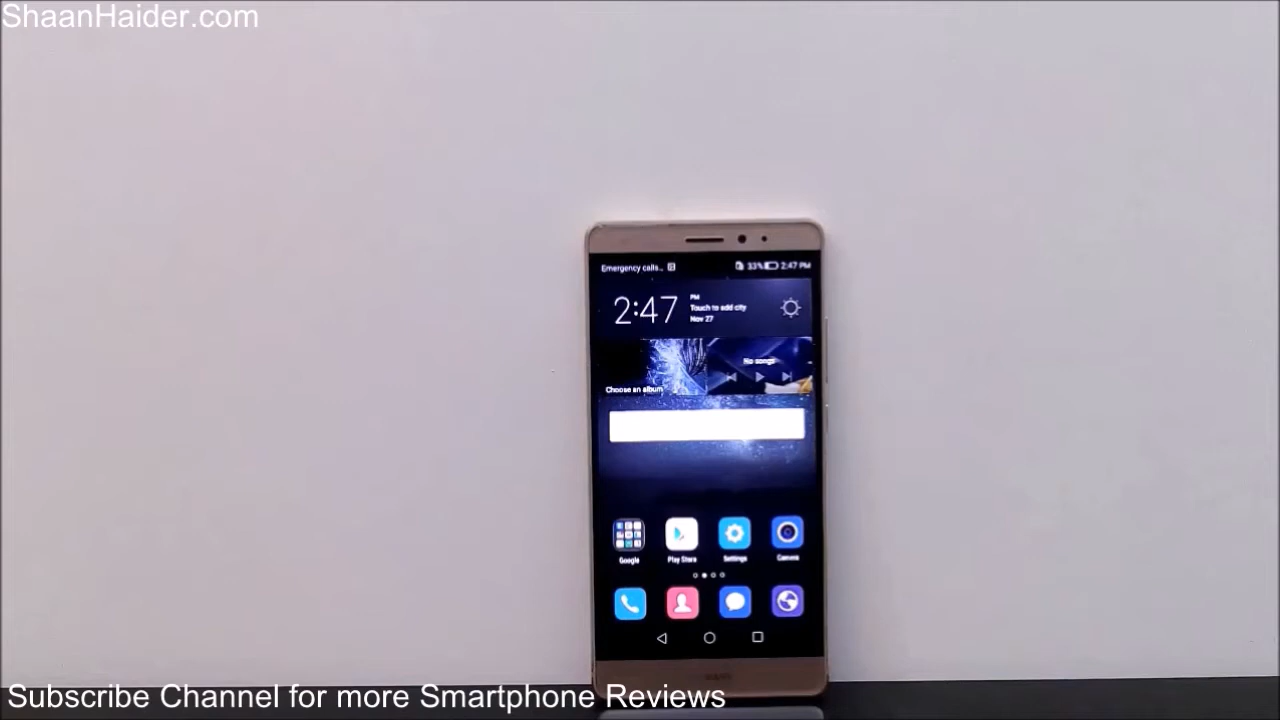 ShaanHaider.com
Emergency calls..
33% 2:47 PM
2:47
PM
Touch to add city
Nov 27
No songs
Choose an album
Google
Play Store
Settings
Camera
Subscribe Channel for more Smartphone Reviews